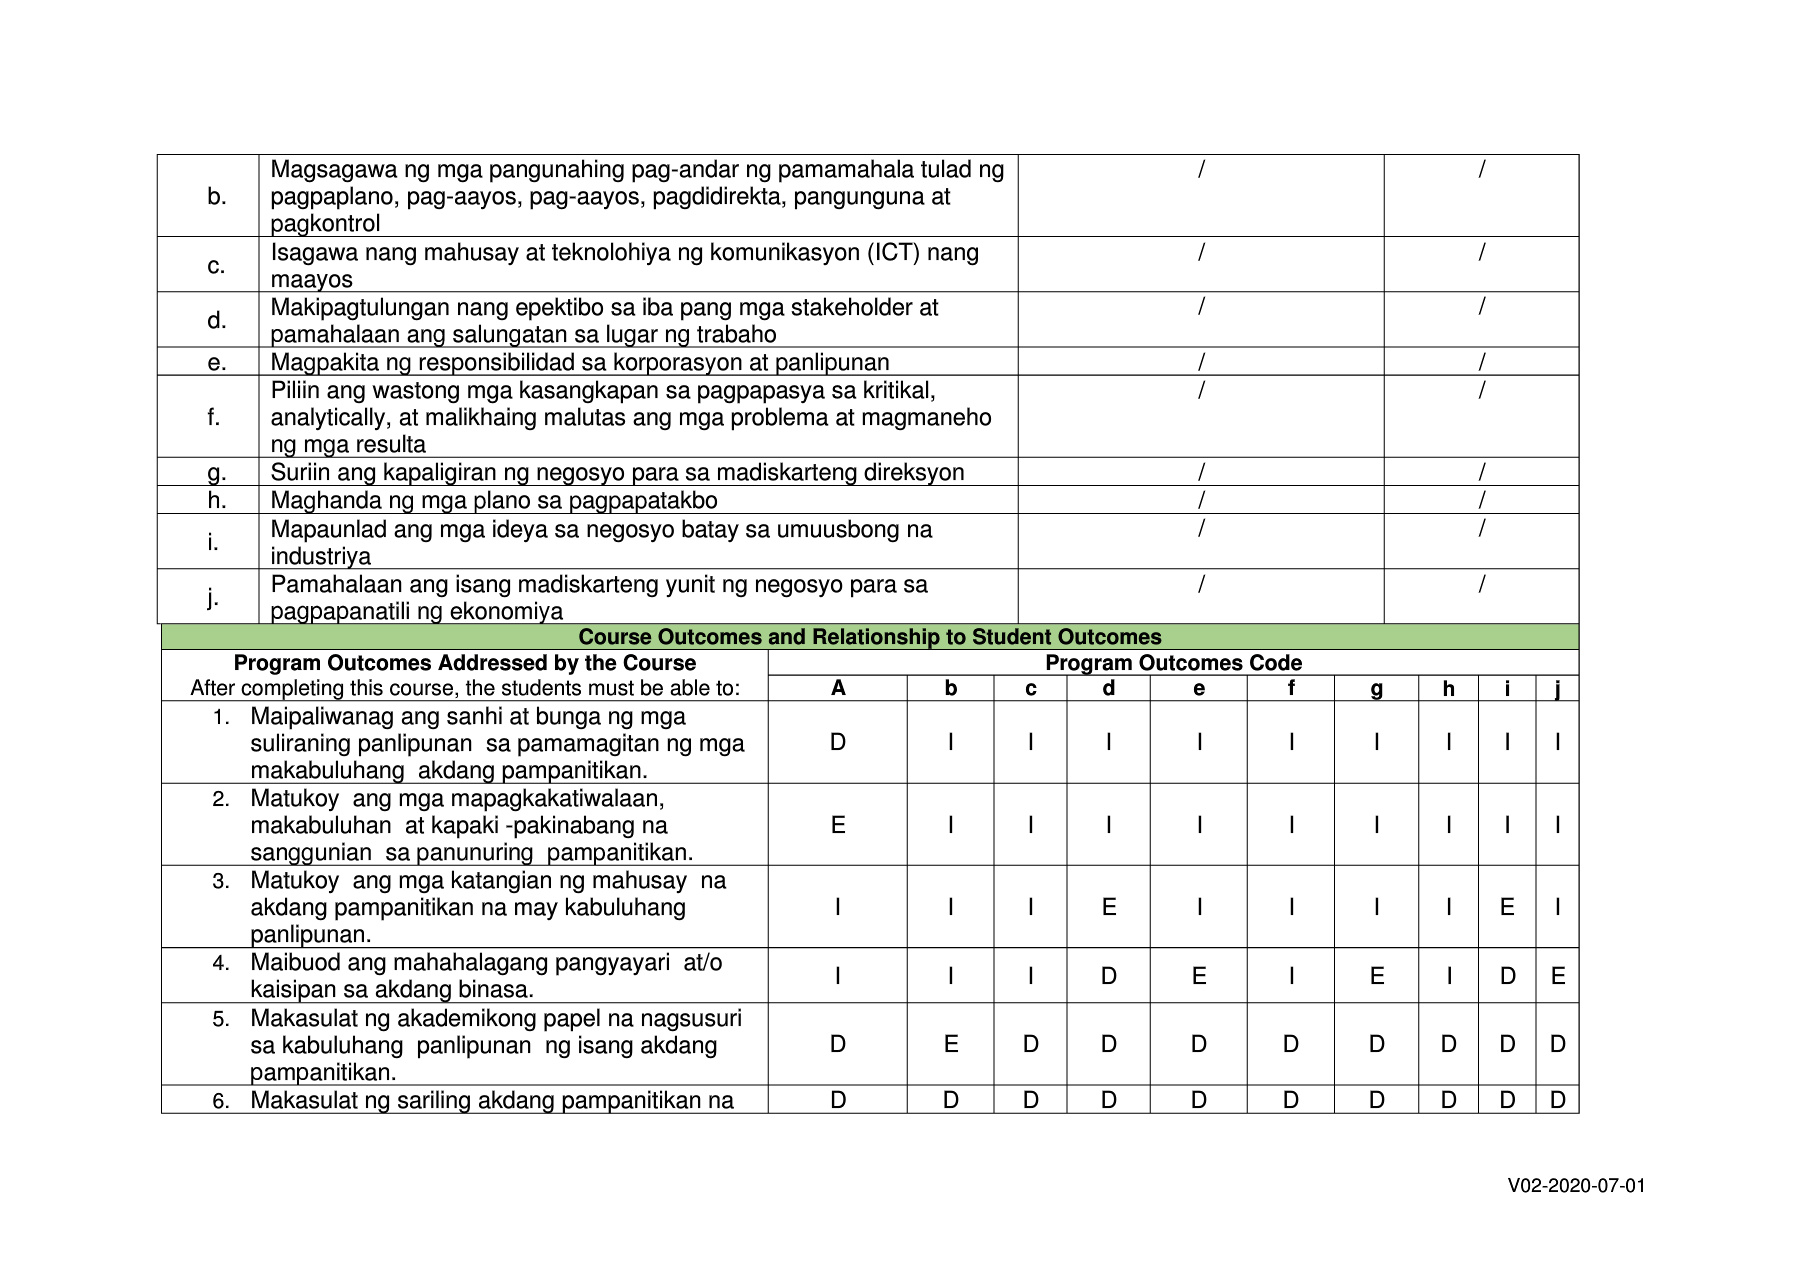 b. Magsagawa ng mga pangunahing pag-andar ng pamamahala tulad ng / /
pagpaplano, pag-aayos, pag-aayos, pagdidirekta, pangunguna at
pagkontrol
c. Isagawa nang mahusay at teknolohiya ng komunikasyon (ICT) nang / /
maayos
d. Makipagtulungan nang epektibo sa iba pang mga stakeholder at / /
pamahalaan ang salungatan sa lugar ng trabaho
e. Magpakita ng responsibilidad sa korporasyon at panlipunan / /
f. Piliin ang wastong mga kasangkapan sa pagpapasya sa kritikal, / /
analytically, at malikhaing malutas ang mga problema at magmaneho
ng mga resulta
g. Suriin ang kapaligiran ng negosyo para sa madiskarteng direksyon / /
h. Maghanda ng mga plano sa pagpapatakbo / /
i. Mapaunlad ang mga ideya sa negosyo batay sa umuusbong na / /
industriya
j. Pamahalaan ang isang madiskarteng yunit ng negosyo para sa / /
pagpapanatili ng ekonomiya
Course Outcomes and Relationship to Student Outcomes
Program Outcomes Addressed by the Course Program Outcomes Code
After completing this course, the students must be able to: A b c d e f g h i j
1. Maipaliwanag ang sanhi at bunga ng mga
suliraning panlipunan sa pamamagitan ng mga D I I I I I I I I I
makabuluhang akdang pampanitikan.
2. Matukoy ang mga mapagkakatiwalaan,
makabuluhan at kapaki -pakinabang na E I I I I I I I I I
sanggunian sa panunuring pampanitikan.
3. Matukoy ang mga katangian ng mahusay na
akdang pampanitikan na may kabuluhang I I I E I I I I E I
panlipunan.
4. Maibuod ang mahahalagang pangyayari at/o I I I D E I E I D E
kaisipan sa akdang binasa.
5. Makasulat ng akademikong papel na nagsusuri
sa kabuluhang panlipunan ng isang akdang D E D D D D D D D D
pampanitikan.
6. Makasulat ng sariling akdang pampanitikan na D D D D D D D D D D
V02-2020-07-01